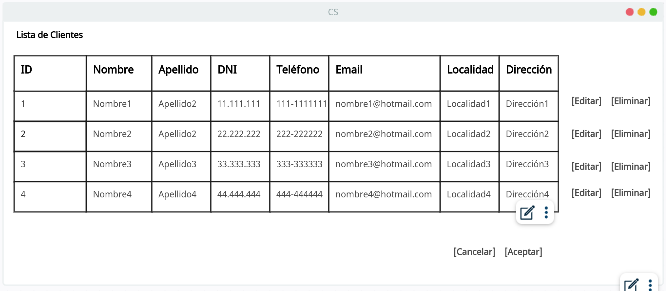 CS
Lista de Clientes
ID Nombre Apellido DNI Teléfono Email Localidad Dirección
1 Nombre1 Apellido2 11.111.111 111-1111111 nombre1@hotmail.com Localidad1 Dirección1 [Editar] [Eliminar]
2 Nombre2 Apellido2 22.222.222 222-222222 nombre2@hotmail.com Localidad2 Dirección2 [Editar] [Eliminar]
3 Nombre3 Apellido3 33.333.333 333-333333 nombre3@hotmail.com Localidad3 Dirección3 [Editar] [Eliminar]
4 Nombre4 Apellido4 44.444.444 444-444444 nombre4@hotmail.com Localidad4 Dirección4 [Editar] [Eliminar]
[Cancelar] [Aceptar]